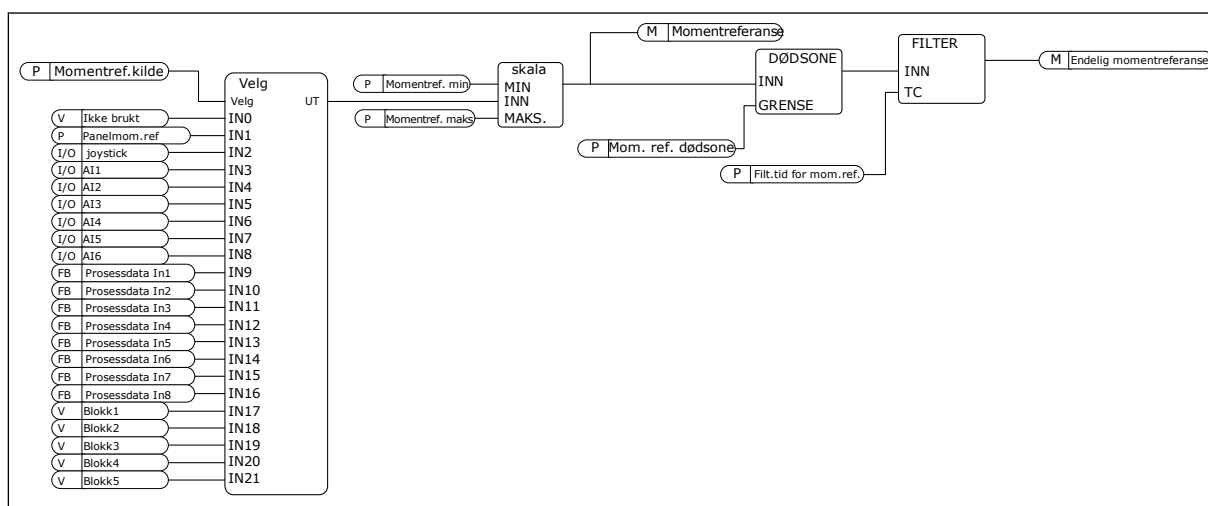 P Momentref.kilde
Velg
Velg UT
V Ikke brukt IN0
P Panelmom.ref IN1
I/O joystick IN2
I/O AI1 IN3
I/O AI2 IN4
I/O AI3 IN5
I/O AI4 IN6
I/O AI5 IN7
I/O AI6 IN8
FB Prosessdata In1 IN9
FB Prosessdata In2 IN10
FB Prosessdata In3 IN11
FB Prosessdata In4 IN12
FB Prosessdata In5 IN13
FB Prosessdata In6 IN14
FB Prosessdata In7 IN15
FB Prosessdata In8 IN16
V Blokk1 IN17
V Blokk2 IN18
V Blokk3 IN19
V Blokk4 IN20
V Blokk5 IN21
P Momentref. min
P Momentref. maks
skala
MIN
INN
MAKS.
M Momentreferanse
DØDSONE
INN
GRENSE
P Mom. ref. dødsone
FILTER
INN
TC
P Filt.tid for mom.ref.
M Endelig momentreferanse